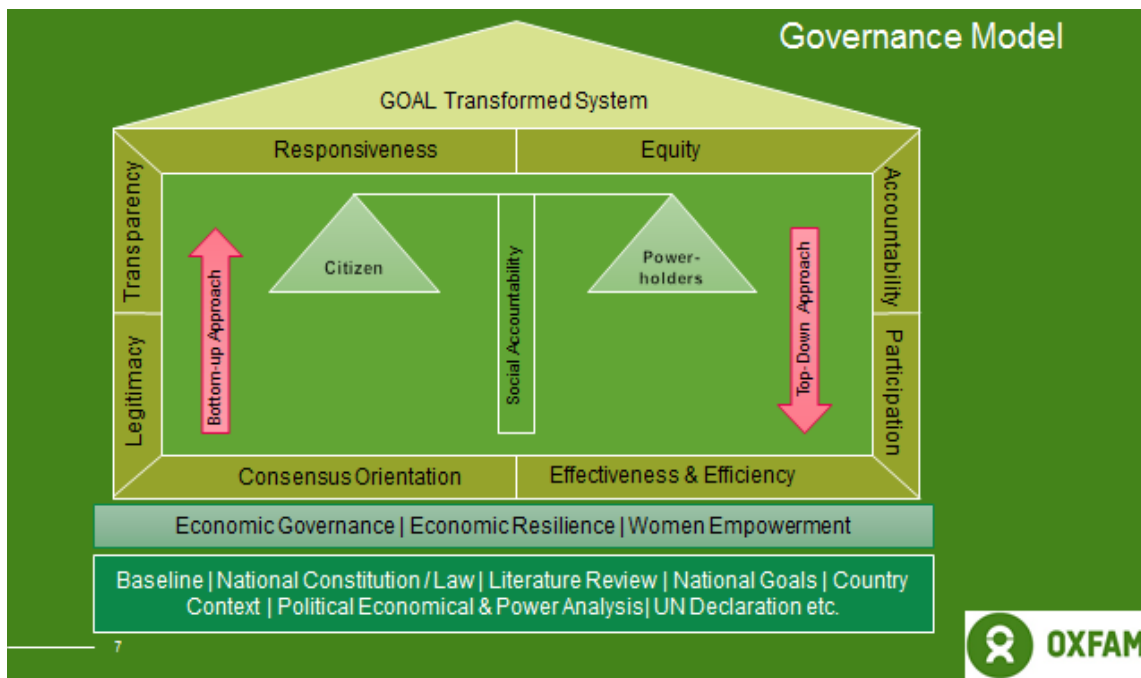 Governance Model
GOAL Transformed System
Responsiveness
Equity
Transparency
Accountability
Citizen
Power-
holders
Bottom-up Approach
Social Accountability
Top-Down Approach
Legitimacy
Participation
Consensus Orientation
Effectiveness & Efficiency
Economic Governance | Economic Resilience | Women Empowerment
Baseline | National Constitution / Law | Literature Review | National Goals | Country
Context | Political Economical & Power Analysis| UN Declaration etc.
7
OXFAM